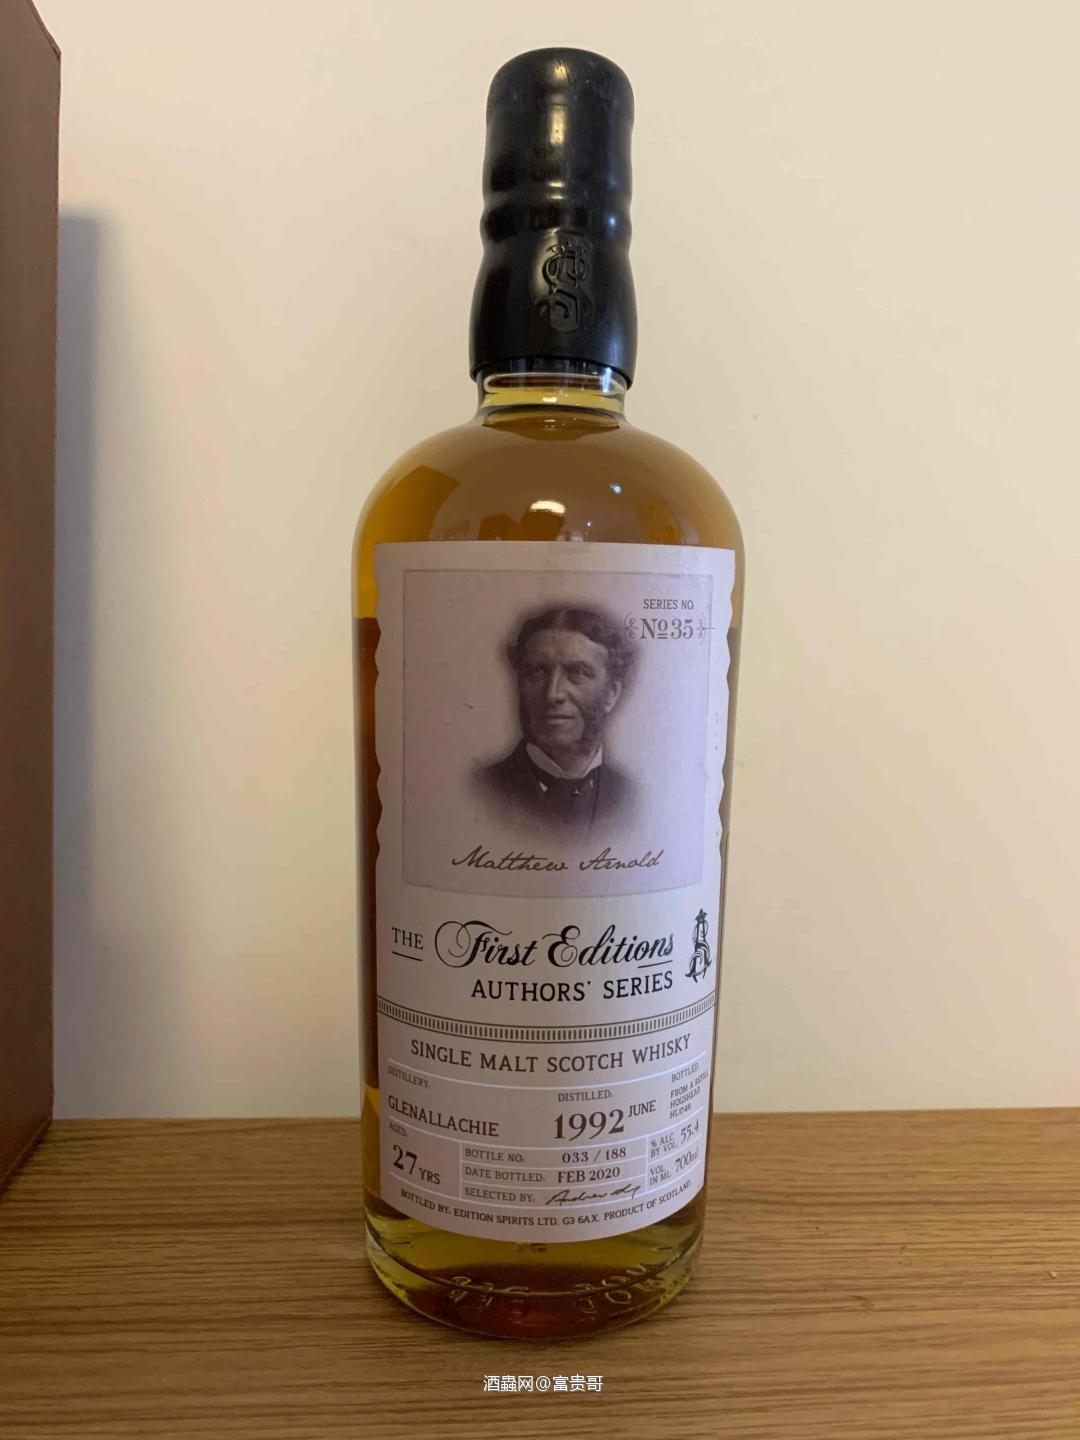 SERIES NO:
№35
Matthew Arnold
THE First Editions
AUTHORS' SERIES
SINGLE MALT SCOTCH WHISKY
DISTILLERY:
GLENALLACHIE
DISTILLED:
1992 JUNE
BOTTLED:
FROM A REFILL
HOGSHEAD
AGED:
27 YRS
BOTTLE NO: 033 / 188
DATE BOTTLED: FEB 2020
SELECTED BY:
% ALC. BY VOL. 55.4
VOL. IN ML. 700ml
BOTTLED BY: EDITION SPIRITS LTD. G3 6AX. PRODUCT OF SCOTLAND.
酒蟲网@富贵哥